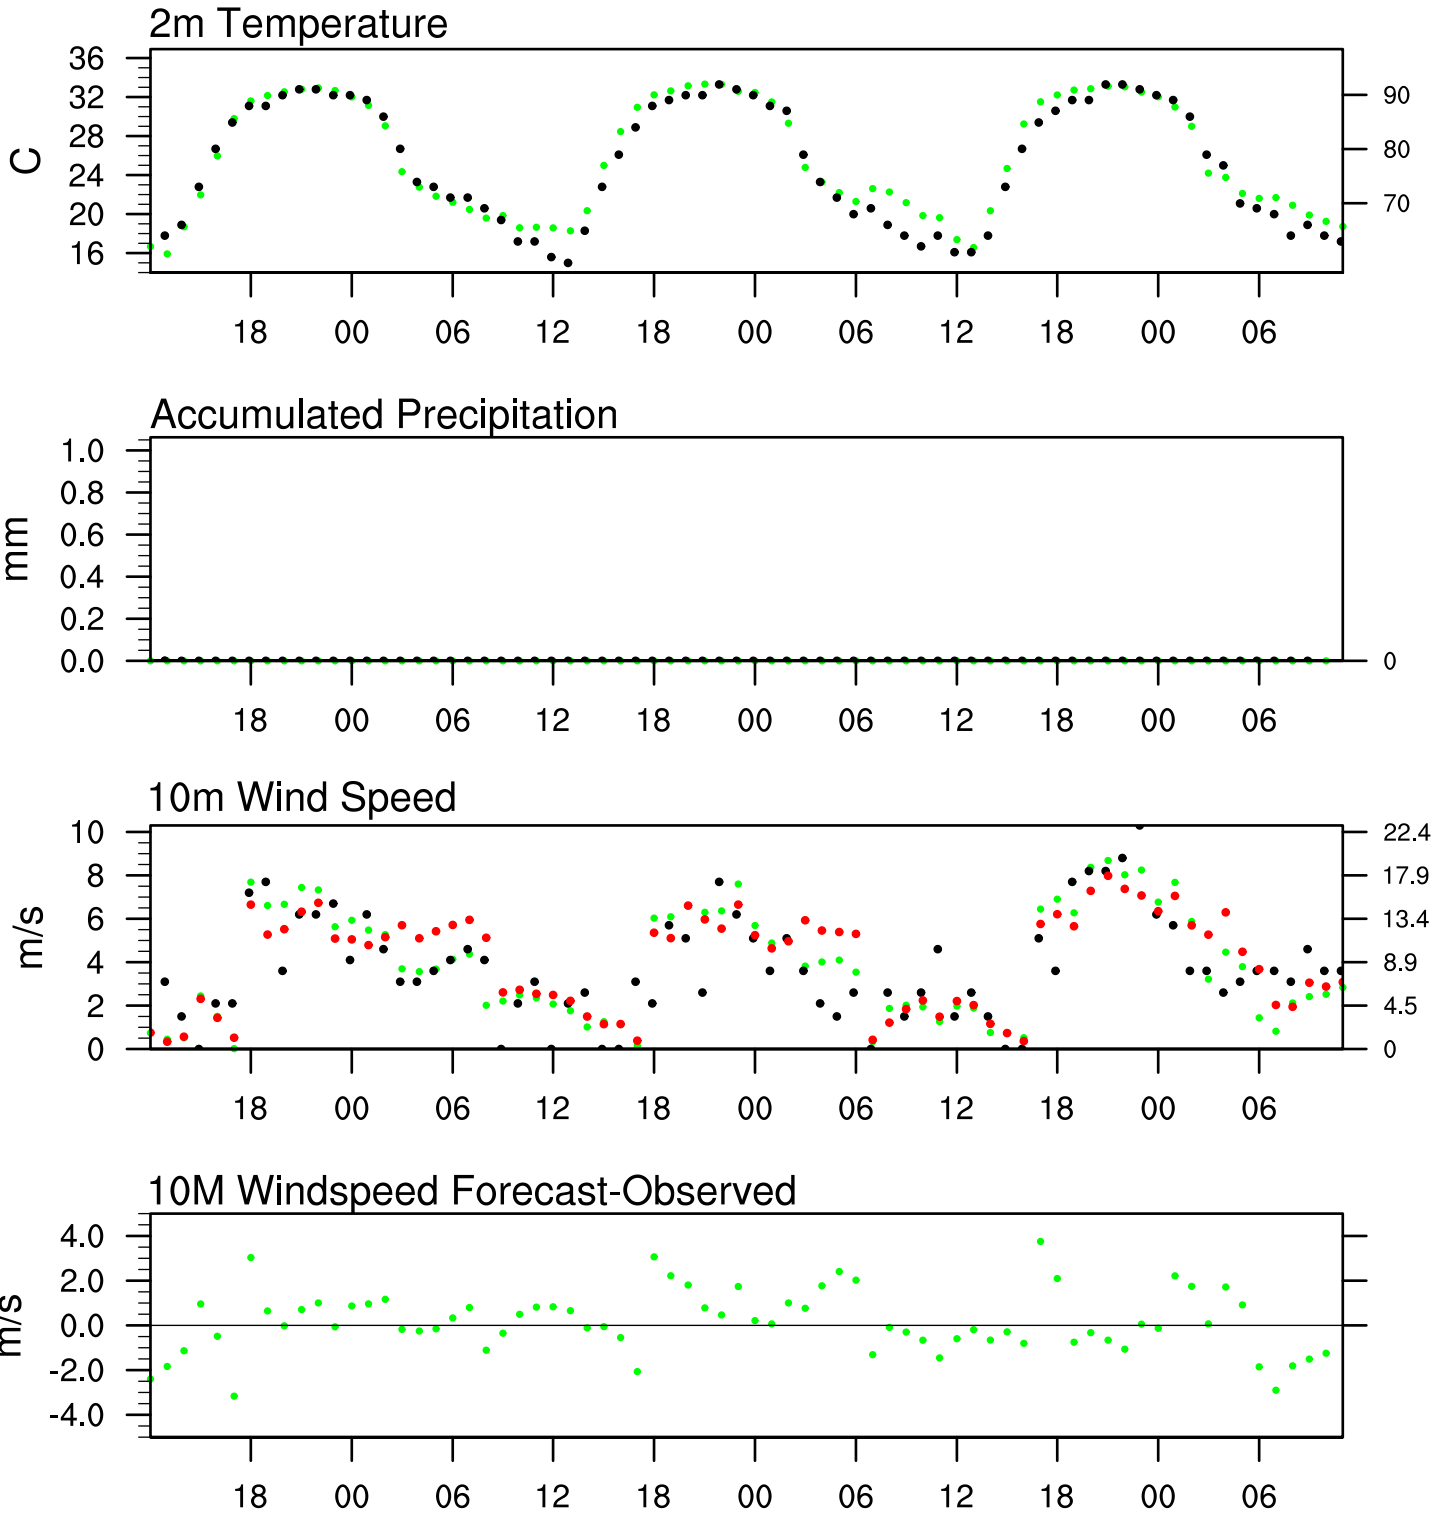 2m Temperature
36
32
28
24
20
16
C
90
80
70
18 00 06 12 18 00 06 12 18 00 06
Accumulated Precipitation
1.0
0.8
0.6
0.4
0.2
0.0
mm
0
18 00 06 12 18 00 06 12 18 00 06
10m Wind Speed
10
8
6
4
2
0
m/s
22.4
17.9
13.4
8.9
4.5
0
18 00 06 12 18 00 06 12 18 00 06
10M Windspeed Forecast-Observed
4.0
2.0
0.0
-2.0
-4.0
m/s
18 00 06 12 18 00 06 12 18 00 06